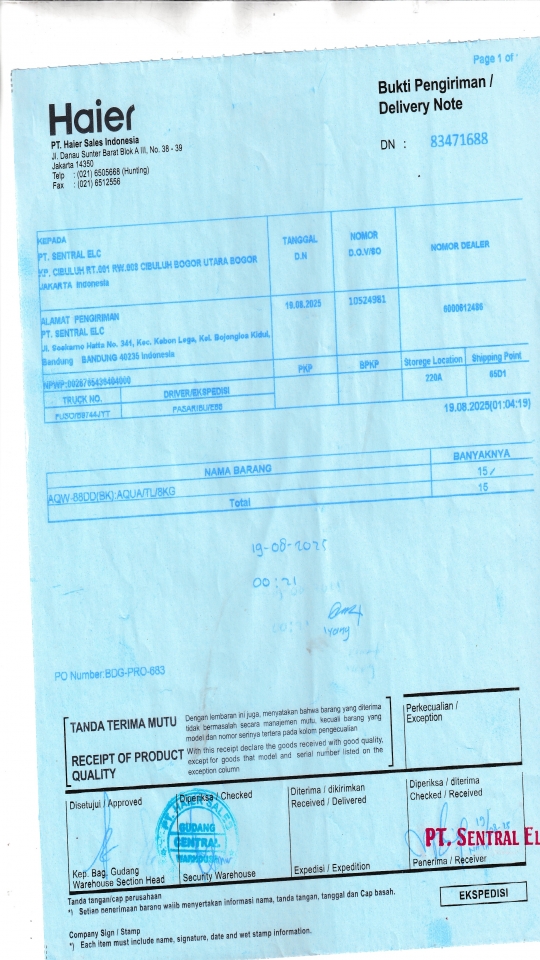 Page 1 of
Haier
Bukti Pengiriman /
Delivery Note
PT. Haier Sales Indonesia
Jl. Danau Sunter Barat Blok A III, No. 38 - 39
Jakarta 14350
Telp : (021) 6505668 (Hunting)
Fax : (021) 6512556
DN : 83471688
KEPADA
PT. SENTRAL ELC
KP. CIBULUH RT.001 RW.008 CIBULUH BOGOR UTARA BOGOR
JAKARTA Indonesia
TANGGAL
D.N
NOMOR
D.O.V/SO
NOMOR DEALER
ALAMAT PENGIRIMAN
PT. SENTRAL ELC
Jl. Soekarno Hatta No. 341, Kec. Kebon Lega, Kel. Bojongloa Kidul,
Bandung BANDUNG 40235 Indonesia
19.08.2025
10524981
NPWP:
PKP
BPKP
Storege Location
Shipping Point
TRUCK NO.
DRIVER/EKSPEDISI
220A
65D1
19.08.2025(01:04:19)
NAMA BARANG
BANYAKNYA
AQW-88DD(BK):AQUA/TL/8KG
15
Total
15
19-08-2025
00:21
PO Number:BDG-PRO-683
TANDA TERIMA MUTU
Dengan lembaran ini juga, menyatakan bahwa barang yang diterima
tidak bermasalah secara manajemen mutu, kecuali barang yang
model dan nomor serinya tertera pada kolom pengecualian
RECEIPT OF PRODUCT
QUALITY
With this receipt declare the goods received with good quality,
except for goods that model and serial number listed on the
exception column
Perkecualian /
Exception
Disetujui / Approved
Diperiksa / Checked
Diterima / dikirimkan
Received / Delivered
Diperiksa / diterima
Checked / Received
PT. HAIER SALES
GUDANG
CENTRAL
WAREHOUSE
PT. SENTRAL EL
Kep. Bag. Gudang
Warehouse Section Head
Security Warehouse
Expedisi / Expedition
Penerima / Receiver
Tanda tangan/cap perusahaan
*) Setian penerimaan barang wajib menyertakan informasi nama, tanda tangan, tanggal dan Cap basah.
EKSPEDISI
Company Sign / Stamp
*) Each item must include name, signature, date and wet stamp information.